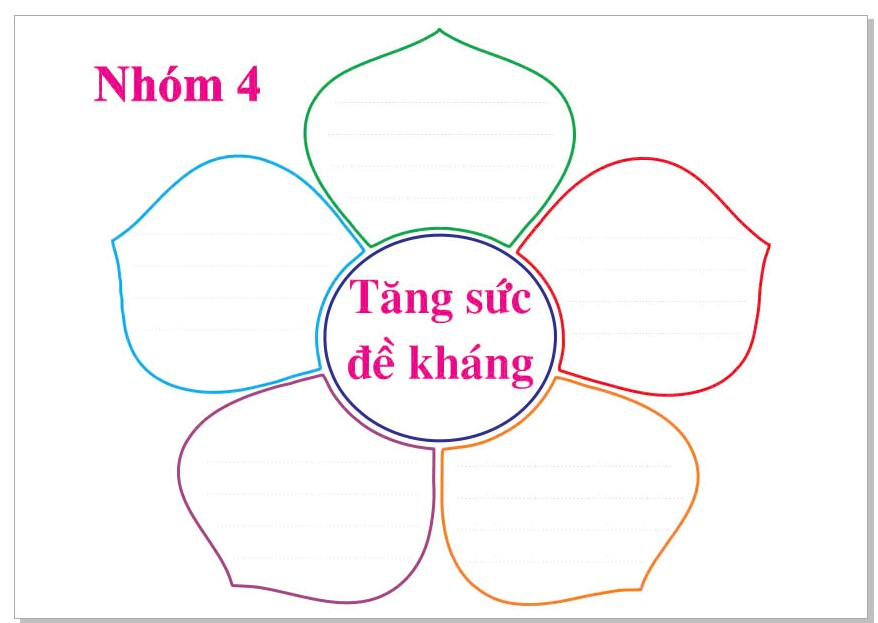 Nhóm 4
Tăng sức
đề kháng